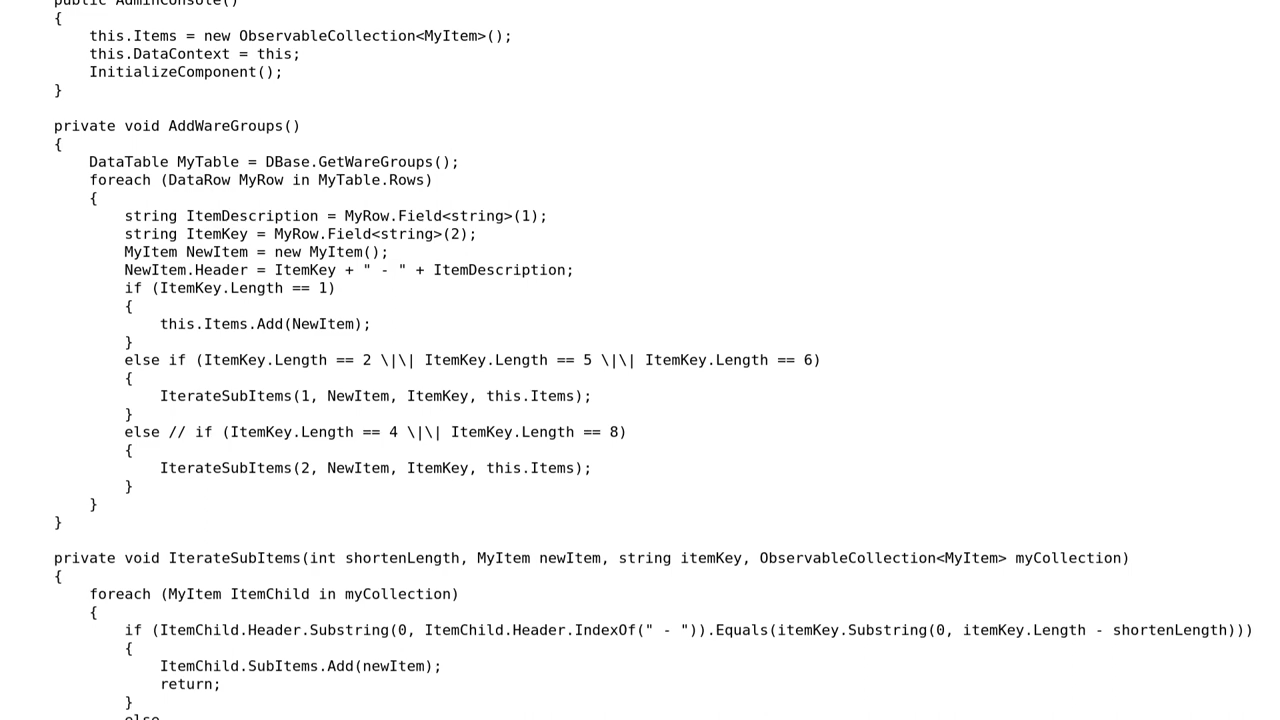 public AdminConsole()
{
    this.Items = new ObservableCollection<MyItem>();
    this.DataContext = this;
    InitializeComponent();
}

private void AddWareGroups()
{
    DataTable MyTable = DBase.GetWareGroups();
    foreach (DataRow MyRow in MyTable.Rows)
    {
        string ItemDescription = MyRow.Field<string>(1);
        string ItemKey = MyRow.Field<string>(2);
        MyItem NewItem = new MyItem();
        NewItem.Header = ItemKey + " - " + ItemDescription;
        if (ItemKey.Length == 1)
        {
            this.Items.Add(NewItem);
        }
        else if (ItemKey.Length == 2 \|\| ItemKey.Length == 5 \|\| ItemKey.Length == 6)
        {
            IterateSubItems(1, NewItem, ItemKey, this.Items);
        }
        else // if (ItemKey.Length == 4 \|\| ItemKey.Length == 8)
        {
            IterateSubItems(2, NewItem, ItemKey, this.Items);
        }
    }
}

private void IterateSubItems(int shortenLength, MyItem newItem, string itemKey, ObservableCollection<MyItem> myCollection)
{
    foreach (MyItem ItemChild in myCollection)
    {
        if (ItemChild.Header.Substring(0, ItemChild.Header.IndexOf(" - ")).Equals(itemKey.Substring(0, itemKey.Length - shortenLength)))
        {
            ItemChild.SubItems.Add(newItem);
            return;
        }
        else